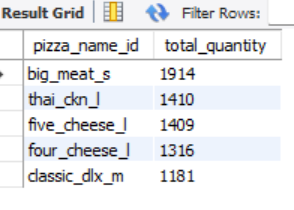 Result Grid Filter Rows:
pizza_name_id total_quantity
big_meat_s 1914
thai_ckn_l 1410
five_cheese_l 1409
four_cheese_l 1316
classic_dlx_m 1181